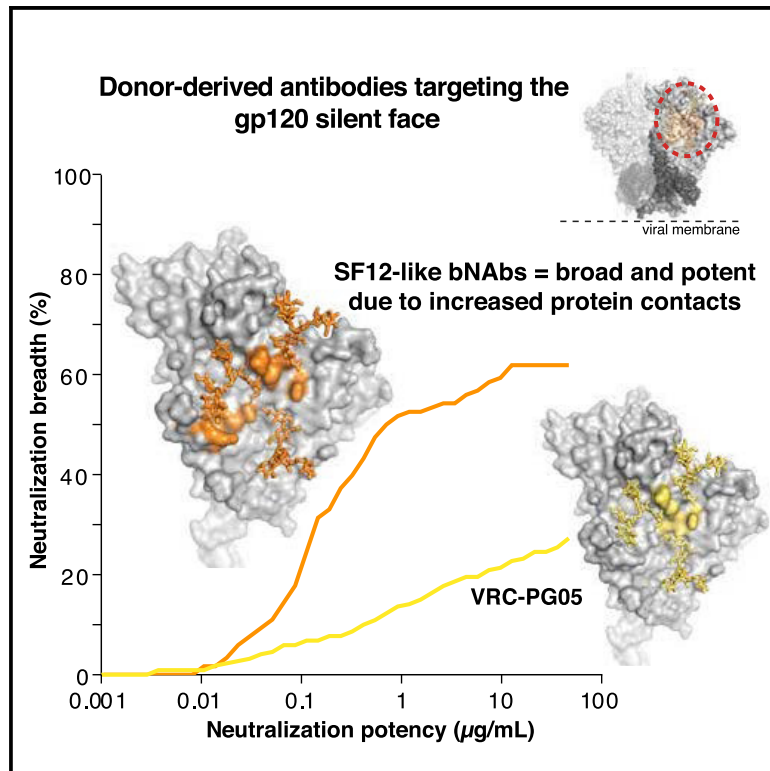 Donor-derived antibodies targeting the
gp120 silent face
viral membrane
SF12-like bNAbs = broad and potent
due to increased protein contacts
VRC-PG05
Neutralization breadth (%)
100
80
60
40
20
0
0.001 0.01 0.1 1 10 100
Neutralization potency (µg/mL)